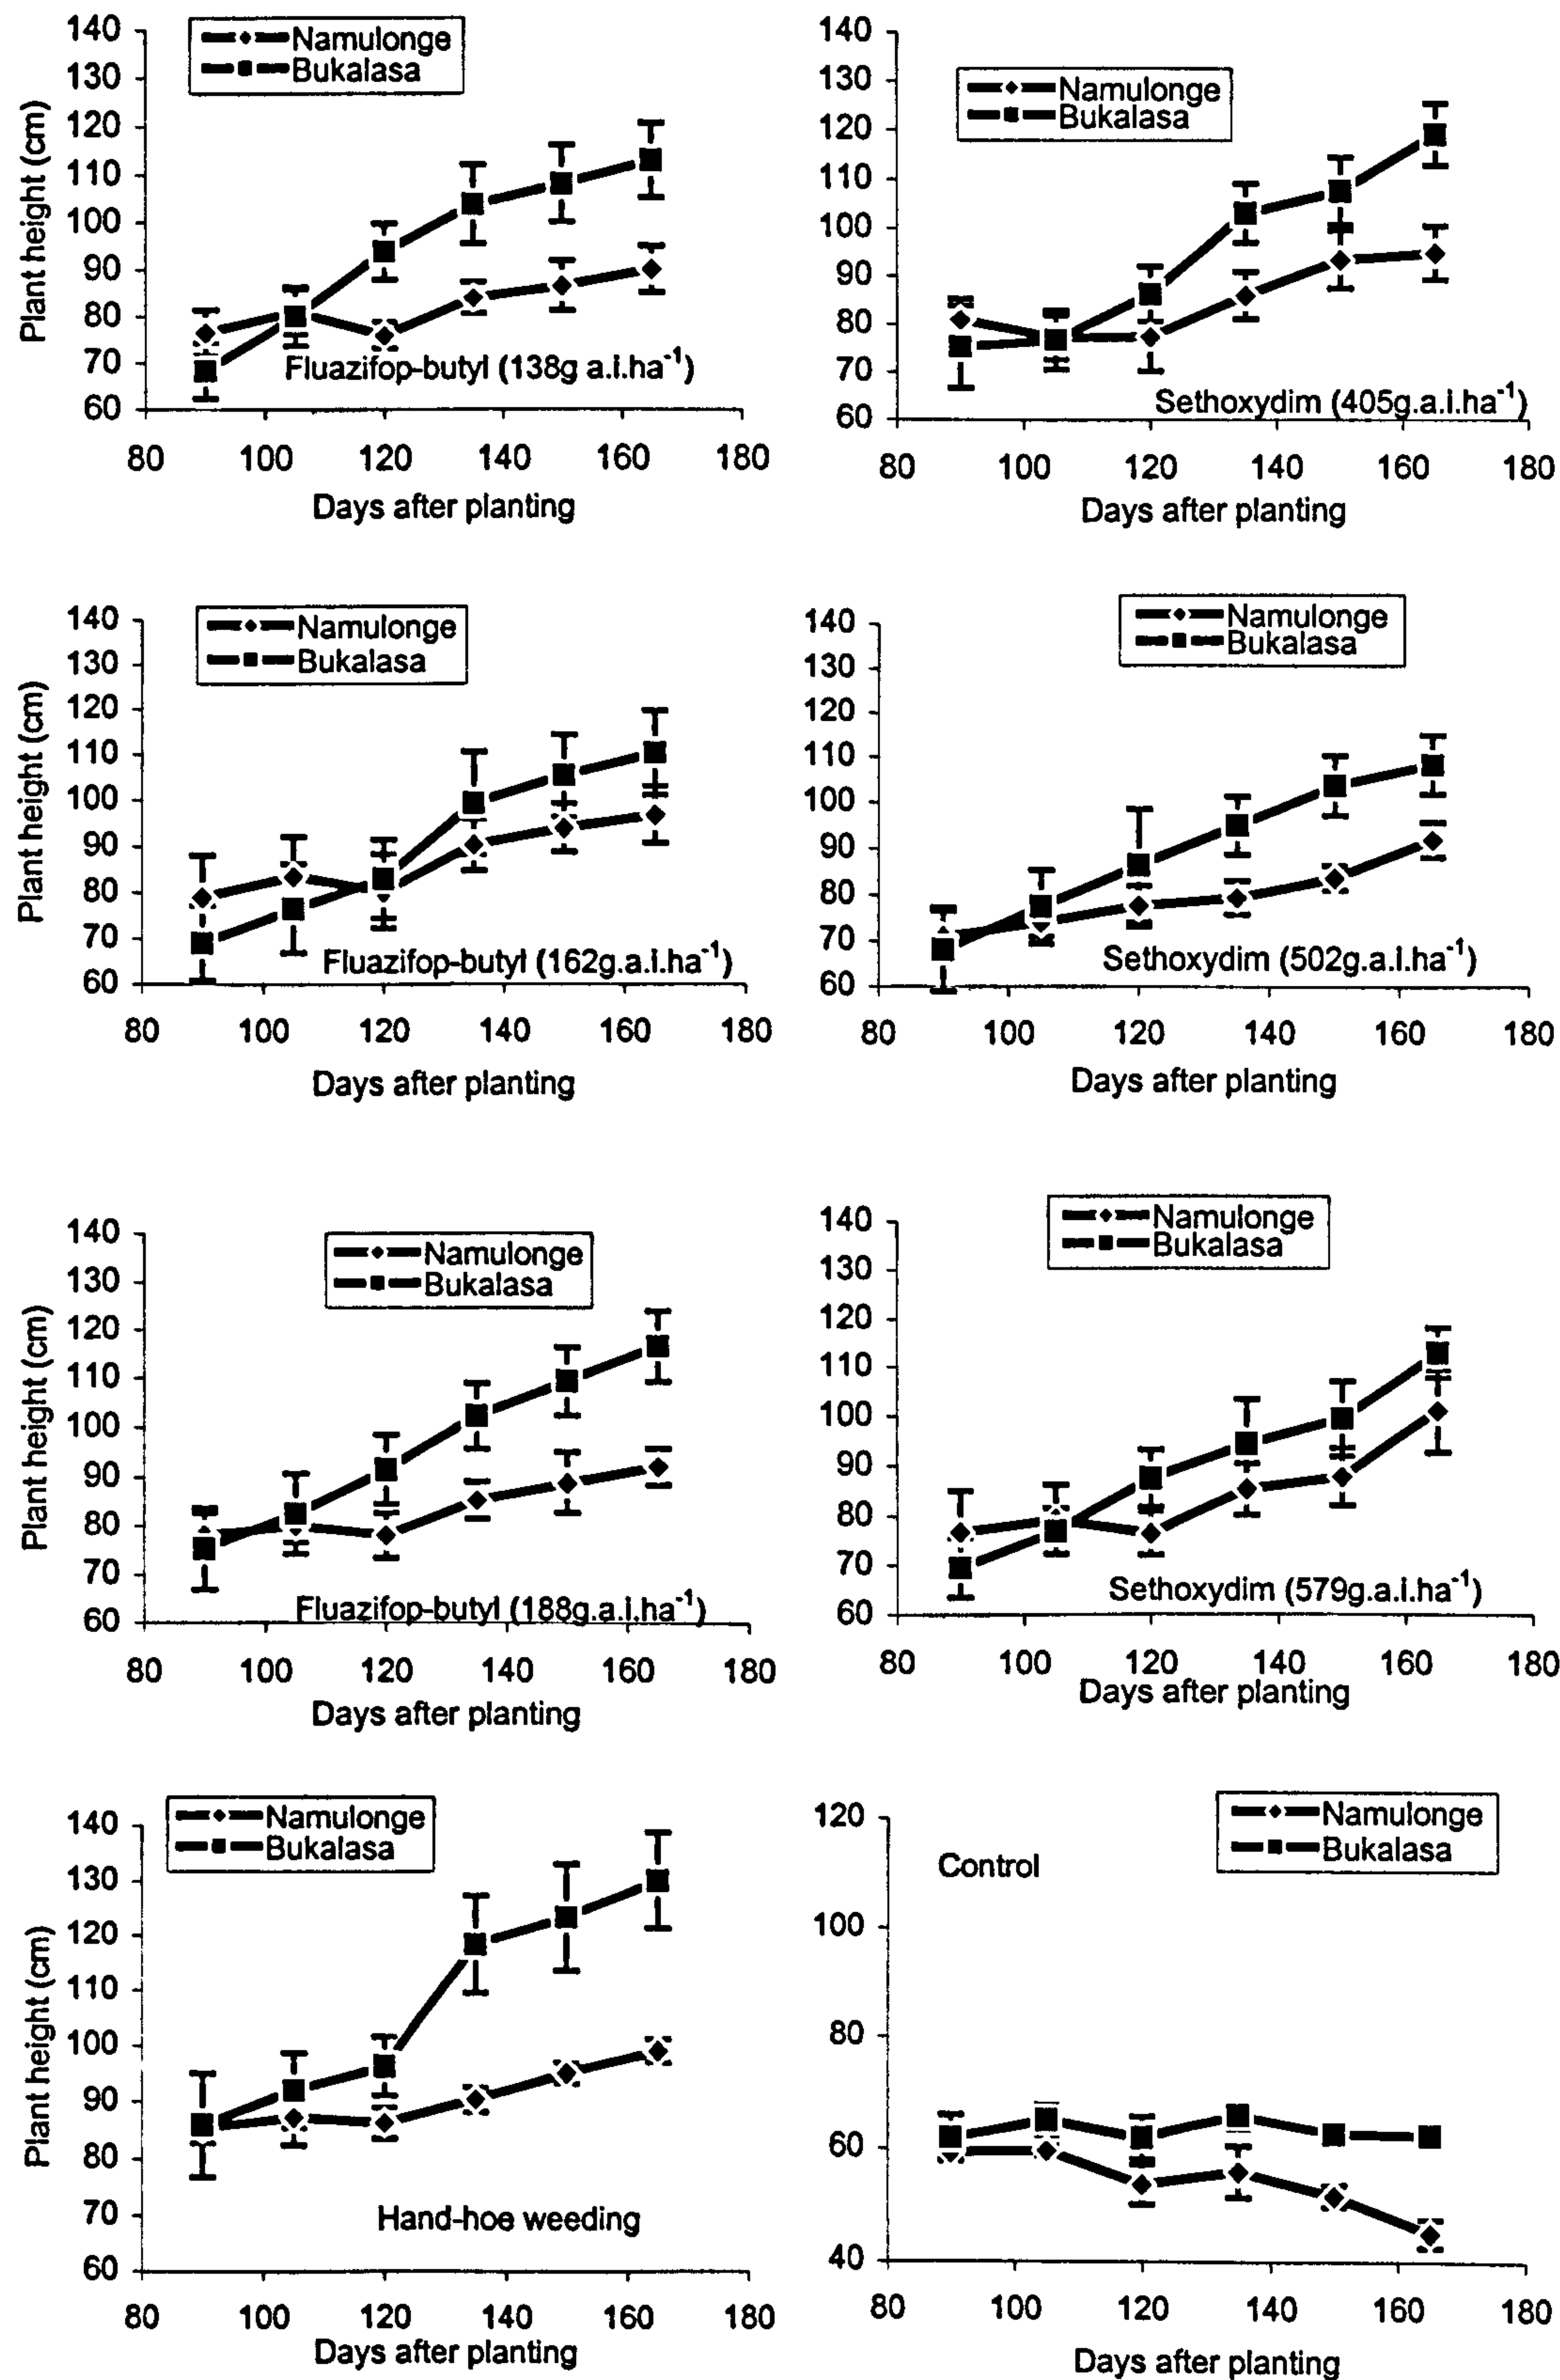 140
130
120
110
100
90
80
70
60
Plant height (cm)
Namulonge
Bukalasa
Fluazifop-butyl (138g a.i.ha-1)
80 100 120 140 160 180
Days after planting
140
130
120
110
100
90
80
70
60
Namulonge
Bukalasa
Sethoxydim (405g.a.i.ha-1)
80 100 120 140 160 180
Days after planting
140
130
120
110
100
90
80
70
60
Plant height (cm)
Namulonge
Bukalasa
Fluazifop-butyl (162g.a.i.ha-1)
80 100 120 140 160 180
Days after planting
140
130
120
110
100
90
80
70
60
Namulonge
Bukalasa
Sethoxydim (502g.a.i.ha-1)
80 100 120 140 160 180
Days after planting
140
130
120
110
100
90
80
70
60
Plant height (cm)
Namulonge
Bukalasa
Fluazifop-butyl (188g.a.i.ha-1)
80 100 120 140 160 180
Days after planting
140
130
120
110
100
90
80
70
60
Namulonge
Bukalasa
Sethoxydim (579g.a.i.ha-1)
80 100 120 140 160 180
Days after planting
140
130
120
110
100
90
80
70
60
Plant height (cm)
Namulonge
Bukalasa
Hand-hoe weeding
80 100 120 140 160 180
Days after planting
120
100
80
60
40
Namulonge
Bukalasa
Control
80 100 120 140 160 180
Days after planting